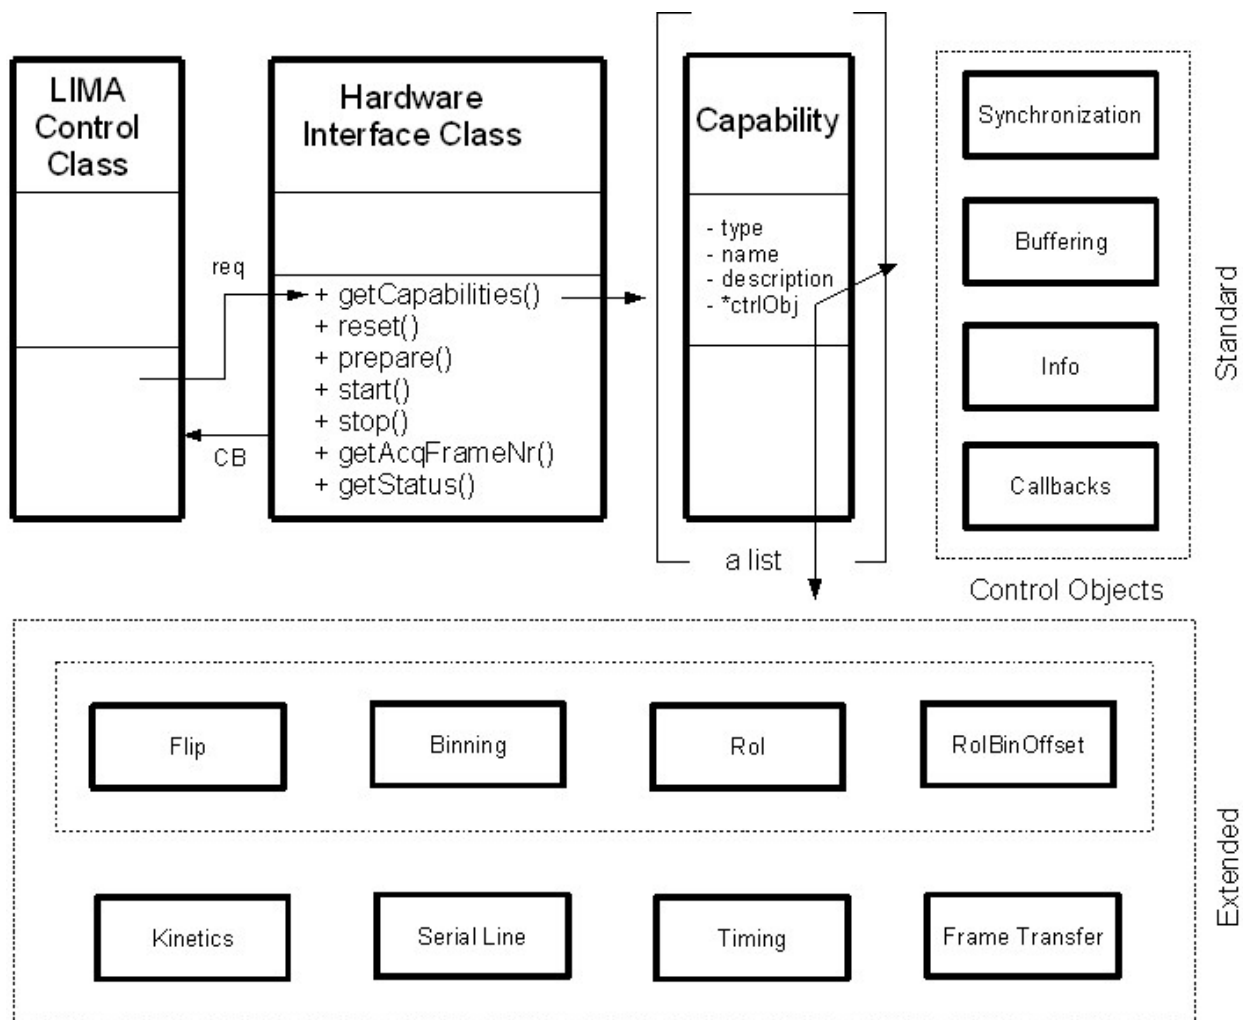 LIMA
Control
Class
Hardware
Interface Class
Capability
- type
- name
- description
- *ctrlObj
req
CB
+ getCapabilities()
+ reset()
+ prepare()
+ start()
+ stop()
+ getAcqFrameNr()
+ getStatus()
a list
Synchronization
Buffering
Info
Callbacks
Standard
Control Objects
Flip
Binning
RoI
RoIBinOffset
Kinetics
Serial Line
Timing
Frame Transfer
Extended